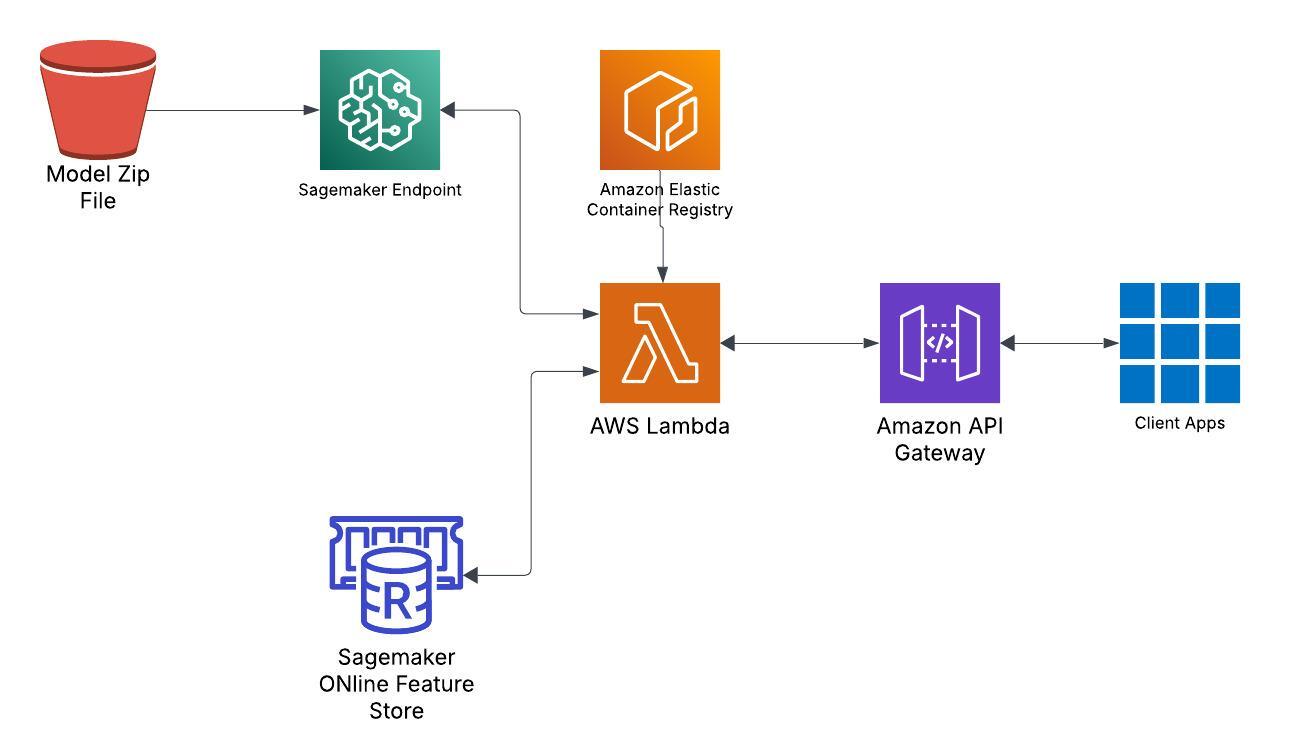 Model Zip
File
Sagemaker Endpoint
Amazon Elastic
Container Registry
AWS Lambda
</>
Amazon API
Gateway
Client Apps
R
Sagemaker
ONline Feature
Store